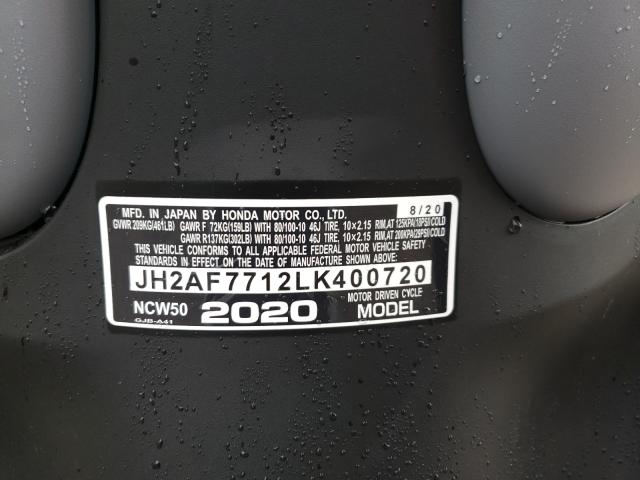 MFD. IN JAPAN BY HONDA MOTOR CO., LTD. 8/20
GVWR 209KG(461LB) GAWR F 72KG(159LB) WITH 80/100-10 46J TIRE, 10×2.15 RIM, AT 125KPA(18PSI) COLD
GAWR R137KG(302LB) WITH 80/100-10 46J TIRE, 10×2.15 RIM, AT 200KPA(29PSI) COLD
THIS VEHICLE CONFORMS TO ALL APPLICABLE FEDERAL MOTOR VEHICLE SAFETY
STANDARDS IN EFFECT ON THE DATE OF MANUFACTURE SHOWN ABOVE.
JH2AF7712LK400720
NCW50 2020 MOTOR DRIVEN CYCLE
GJB-A41 MODEL